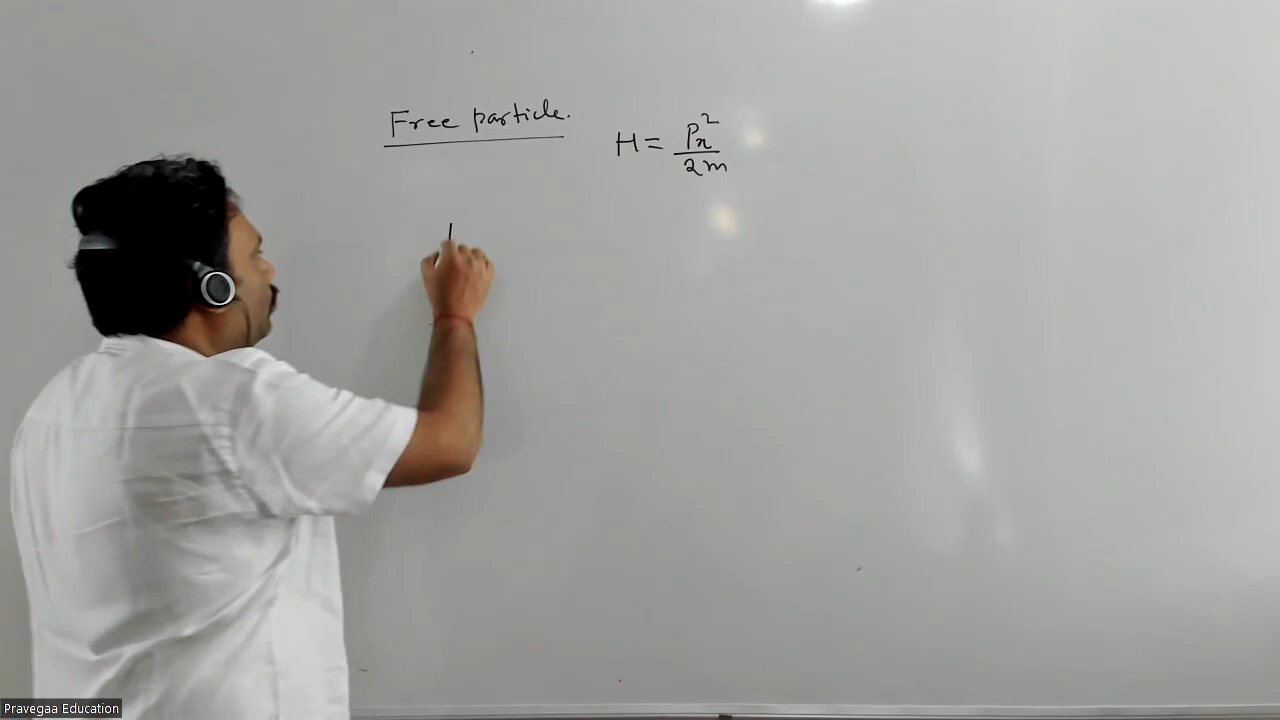 Free particle.
H = Px²/2m
Pravegaa Education